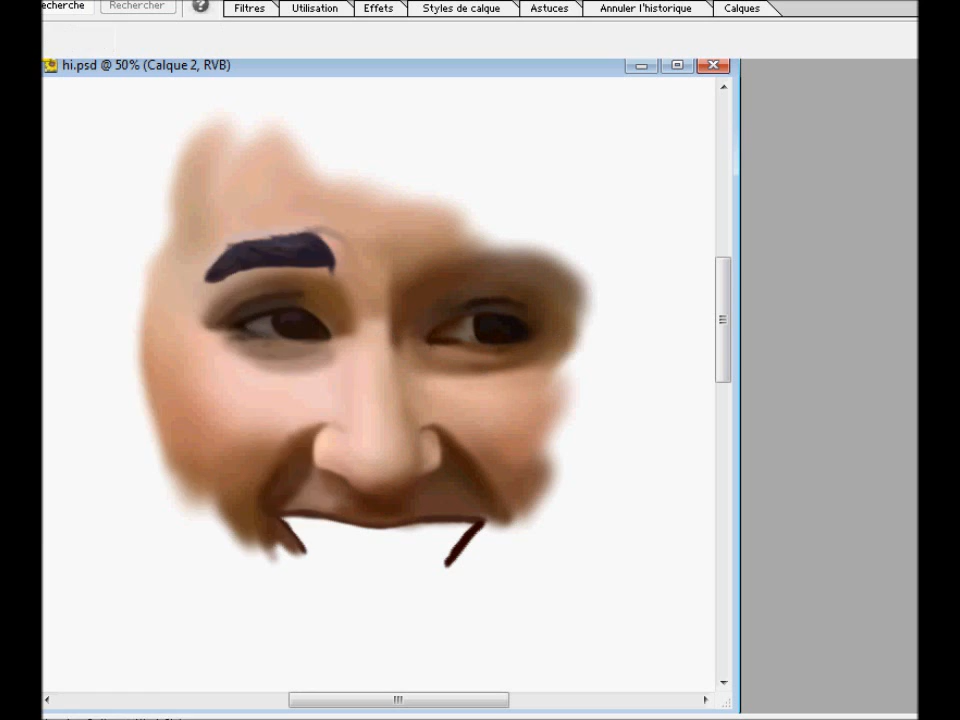 echerche
Rechercher
?
Filtres
Utilisation
Effets
Styles de calque
Astuces
Annuler l'historique
Calques
hi.psd @ 50% (Calque 2, RVB)